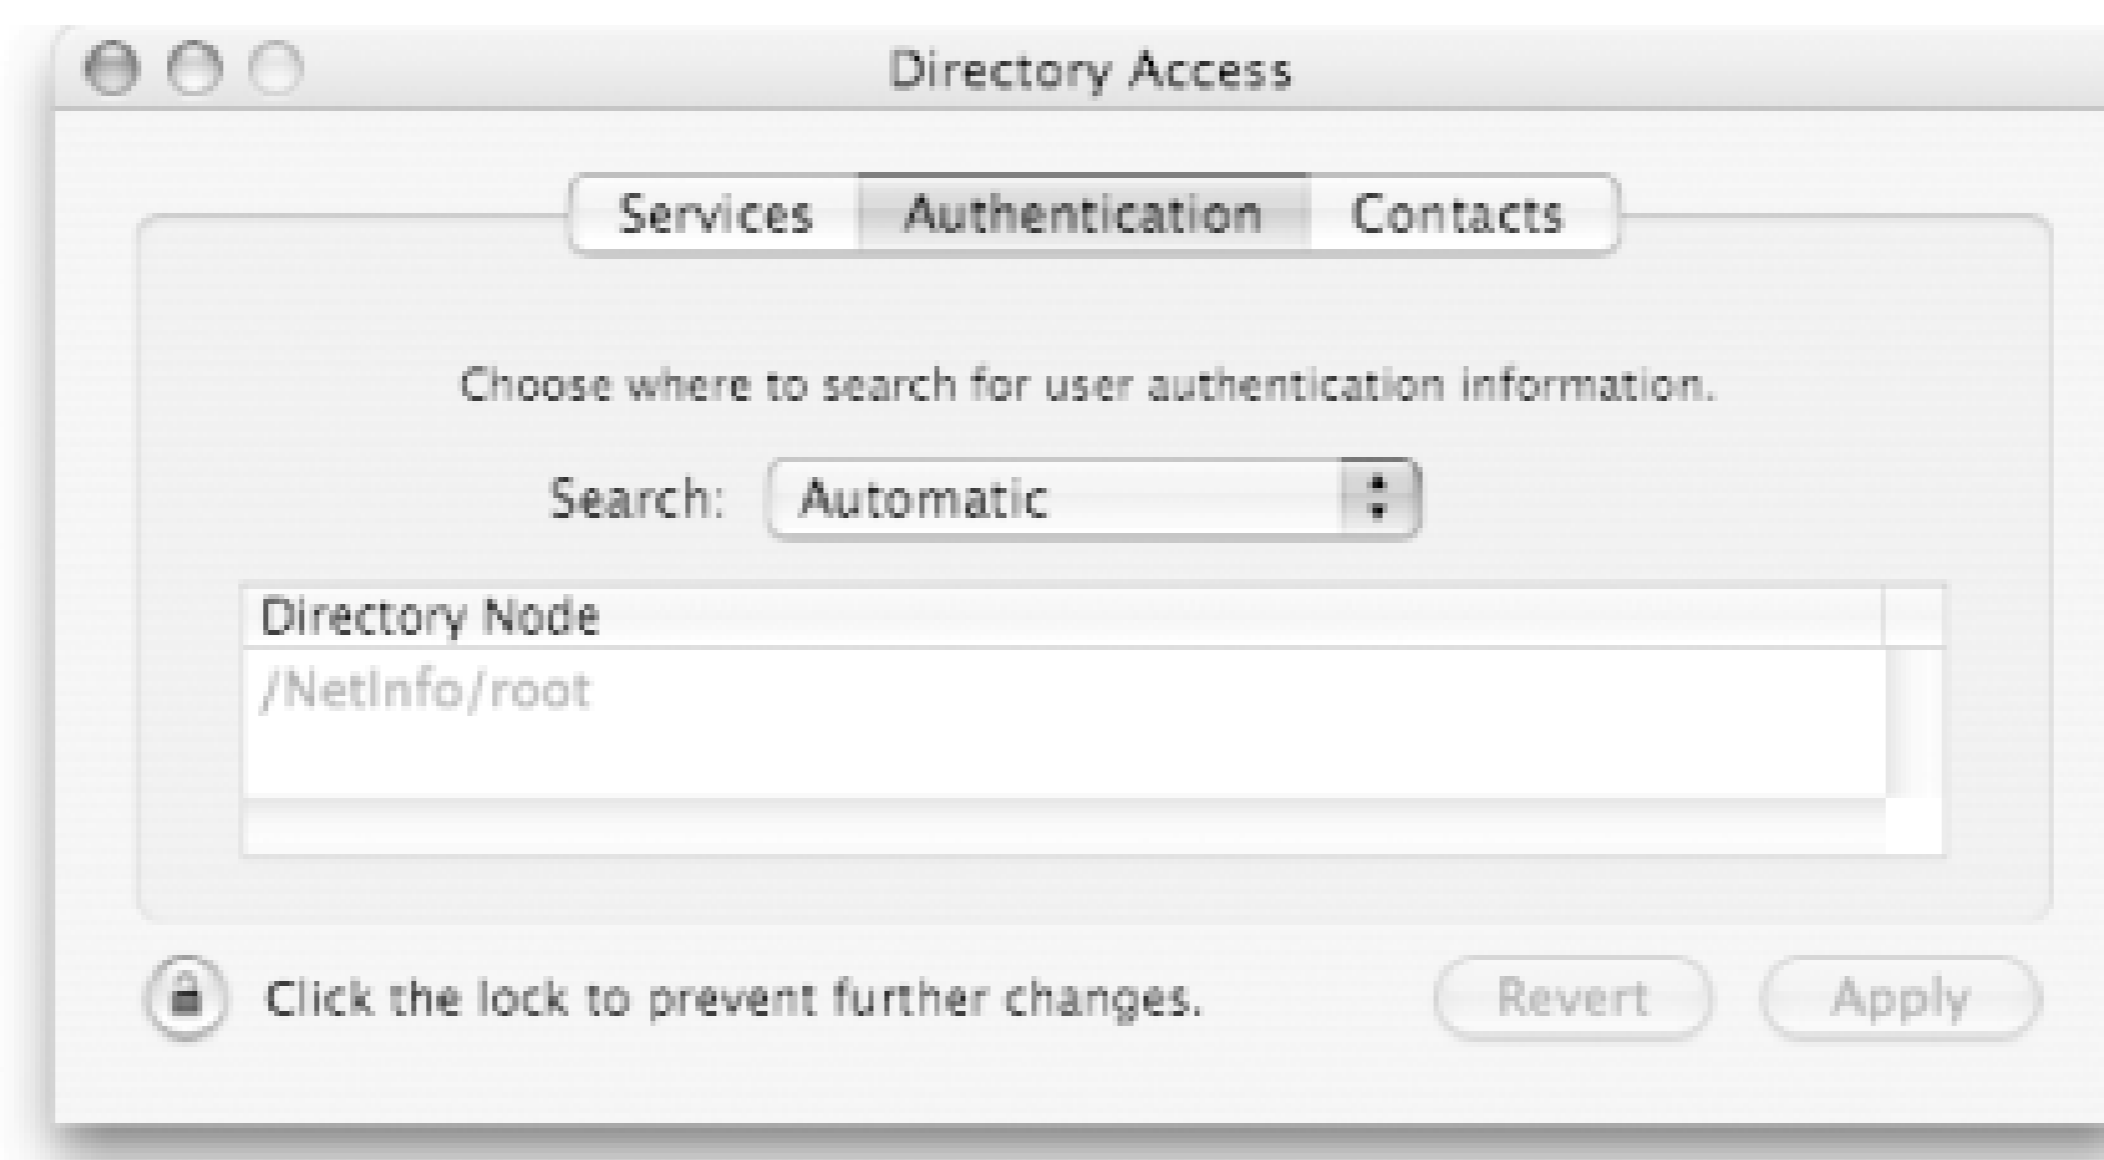 Directory Access
Services Authentication Contacts
Choose where to search for user authentication information.
Search: Automatic
Directory Node
/NetInfo/root
Click the lock to prevent further changes. Revert Apply